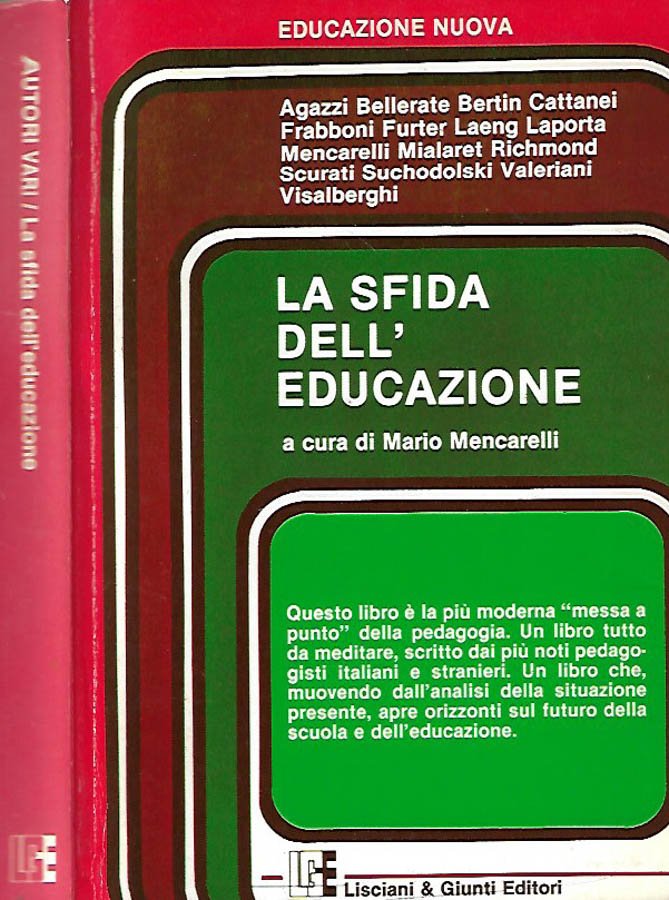 AUTORI VARI / La sfida dell'educazione
LGE
EDUCAZIONE NUOVA
Agazzi Bellerate Bertin Cattanei
Frabboni Furter Laeng Laporta
Mencarelli Mialaret Richmond
Scurati Suchodolski Valeriani
Visalberghi
LA SFIDA
DELL'
EDUCAZIONE
a cura di Mario Mencarelli
Questo libro è la più moderna “messa a
punto” della pedagogia. Un libro tutto
da meditare, scritto dai più noti pedago-
gisti italiani e stranieri. Un libro che,
muovendo dall'analisi della situazione
presente, apre orizzonti sul futuro della
scuola e dell'educazione.
LGE
Lisciani & Giunti Editori